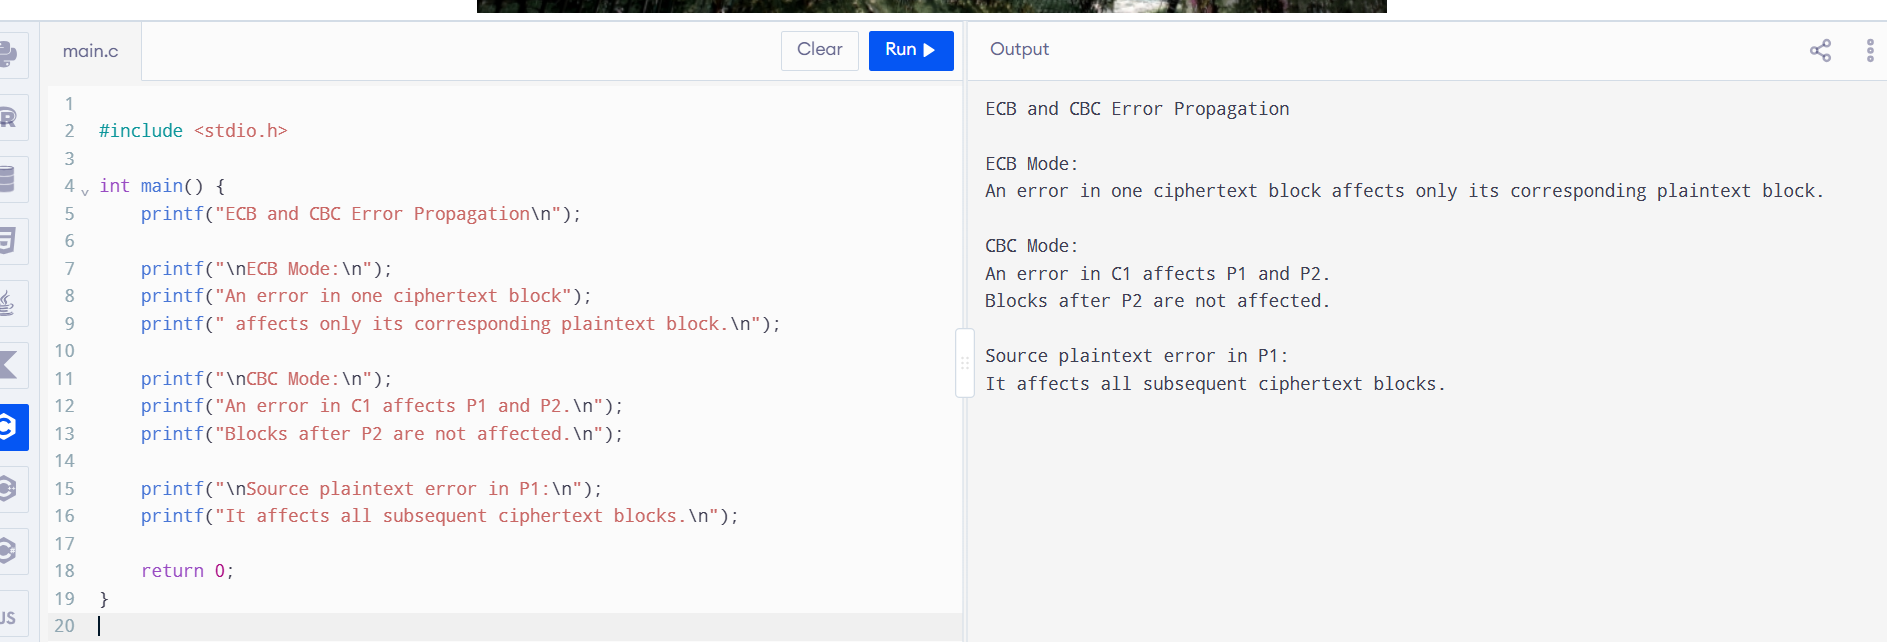 main.c
Clear
Run
Output
1
2 #include <stdio.h>
3
4 int main() {
5 printf("ECB and CBC Error Propagation\n");
6
7 printf("\nECB Mode:\n");
8 printf("An error in one ciphertext block");
9 printf(" affects only its corresponding plaintext block.\n");
10
11 printf("\nCBC Mode:\n");
12 printf("An error in C1 affects P1 and P2.\n");
13 printf("Blocks after P2 are not affected.\n");
14
15 printf("\nSource plaintext error in P1:\n");
16 printf("It affects all subsequent ciphertext blocks.\n");
17
18 return 0;
19 }
20
ECB and CBC Error Propagation
ECB Mode:
An error in one ciphertext block affects only its corresponding plaintext block.
CBC Mode:
An error in C1 affects P1 and P2.
Blocks after P2 are not affected.
Source plaintext error in P1:
It affects all subsequent ciphertext blocks.
R
JS